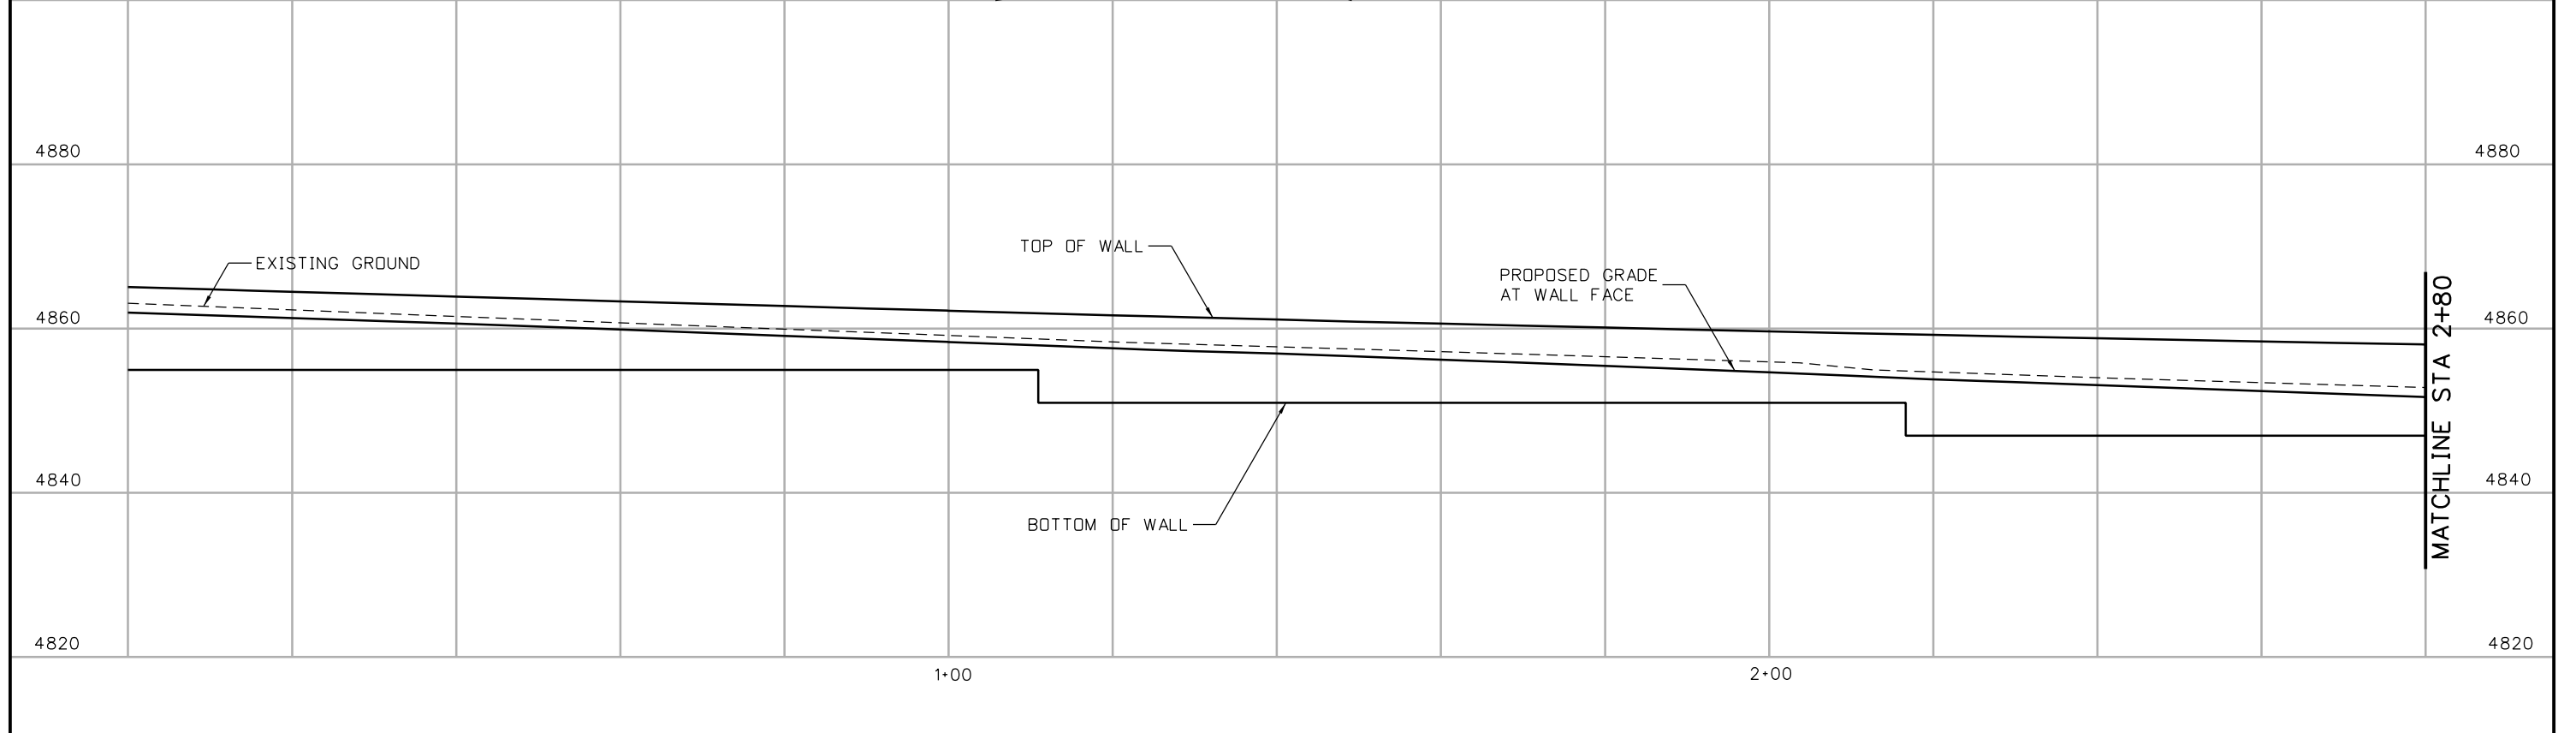 4880
4880
TOP OF WALL
EXISTING GROUND
PROPOSED GRADE
AT WALL FACE
4860
4860
MATCHLINE STA 2+80
4840
4840
BOTTOM OF WALL
4820
4820
1+00
2+00